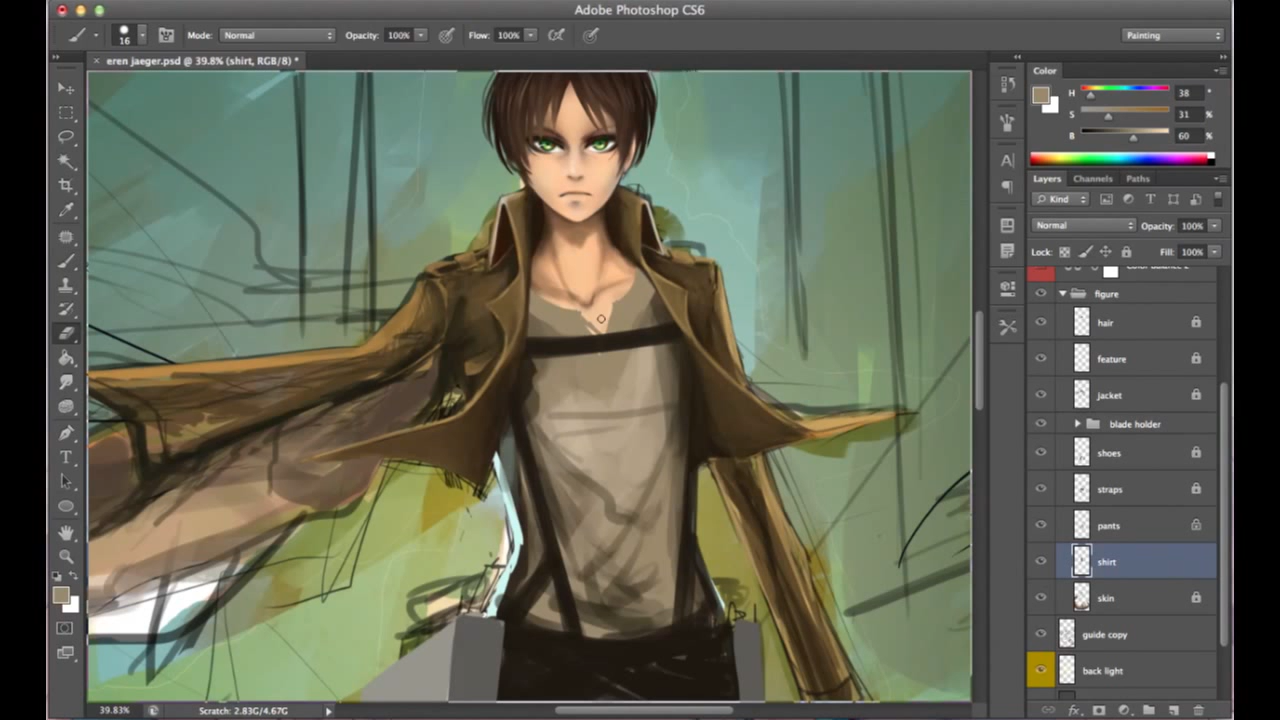 Adobe Photoshop CS6
16 Mode: Normal Opacity: 100% Flow: 100% Painting
× eren jaeger.psd @ 39.8% (shirt, RGB/8) *
Color
H 38 °
S 31 %
B 60 %
Layers Channels Paths
Kind
Normal Opacity: 100%
Lock: Fill: 100%
figure
hair
feature
jacket
blade holder
shoes
straps
pants
shirt
skin
guide copy
back light
39.83% Scratch: 2.83G/4.67G